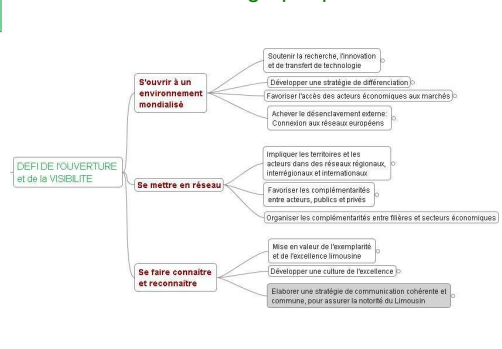 Soutenir la recherche, l'innovation
et de transfert de technologie
Développer une stratégie de différenciation
Favoriser l'accès des acteurs économiques aux marchés
Achever le désenclavement externe:
Connexion aux réseaux européens
S'ouvrir à un
environnement
mondialisé
DEFI DE l'OUVERTURE
et de la VISIBILITE
Impliquer les territoires et les
acteurs dans des réseaux régionaux,
interrégionaux et internationaux
Se mettre en réseau
Favoriser les complémentarités
entre acteurs, publics et privés
Organiser les complémentarités entre filières et secteurs économiques
Se faire connaitre
et reconnaitre
Mise en valeur de l'exemplarité
et de l'excellence limousine
Développer une culture de l'excellence
Elaborer une stratégie de communication cohérente et
commune, pour assurer la notorité du Limousin